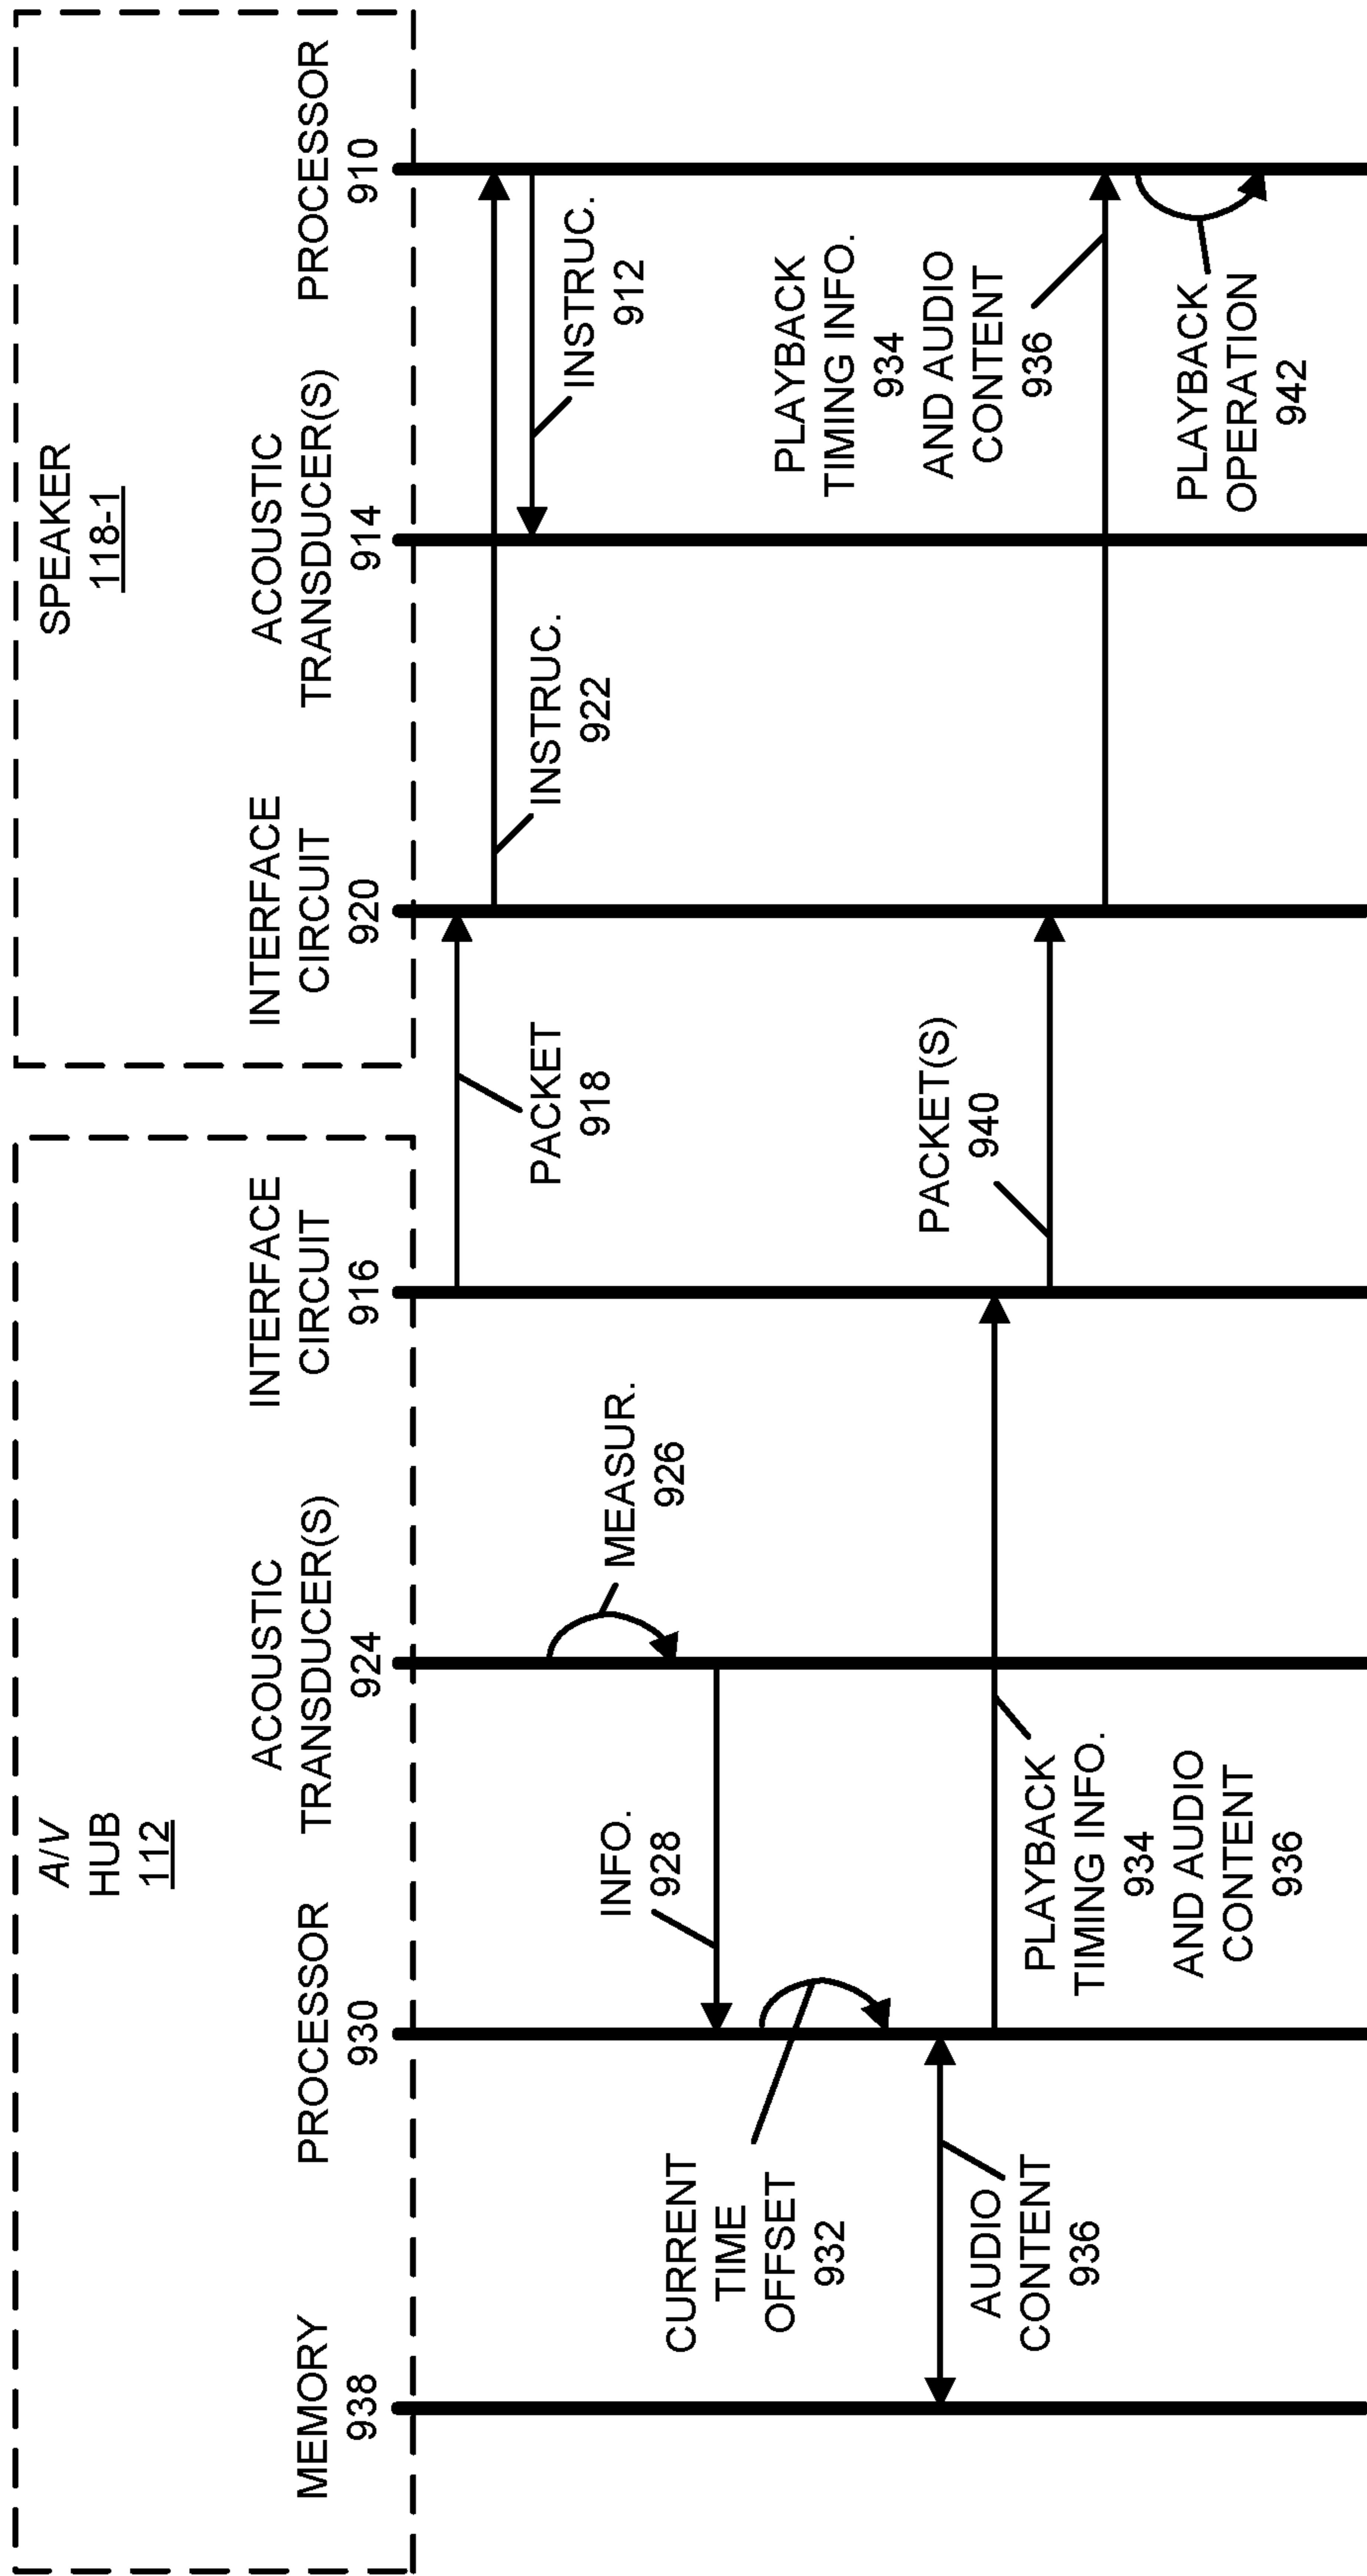 A/V
HUB
112
SPEAKER
118-1
MEMORY
938
PROCESSOR
930
ACOUSTIC
TRANSDUCER(S)
924
INTERFACE
CIRCUIT
916
INTERFACE
CIRCUIT
920
ACOUSTIC
TRANSDUCER(S)
914
PROCESSOR
910
PACKET
918
INSTRUC.
922
INSTRUC.
912
MEASUR.
926
INFO.
928
CURRENT
TIME
OFFSET
932
AUDIO
CONTENT
936
PLAYBACK
TIMING INFO.
934
AND AUDIO
CONTENT
936
PACKET(S)
940
PLAYBACK
TIMING INFO.
934
AND AUDIO
CONTENT
936
PLAYBACK
OPERATION
942